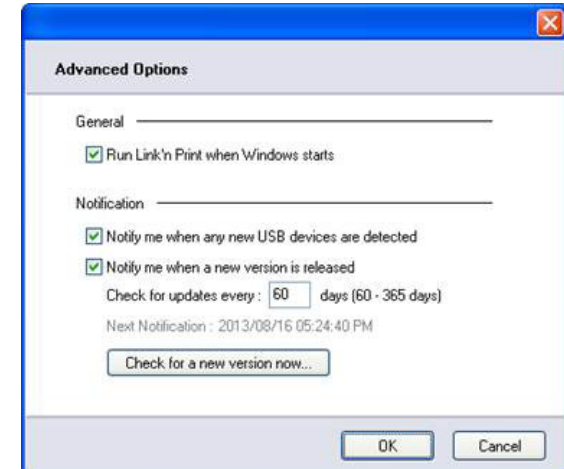 Advanced Options
General
Run Link'n Print when Windows starts
Notification
Notify me when any new USB devices are detected
Notify me when a new version is released
Check for updates every : 60 days (60 - 365 days)
Next Notification : 2013/08/16 05:24:40 PM
Check for a new version now...
OK Cancel